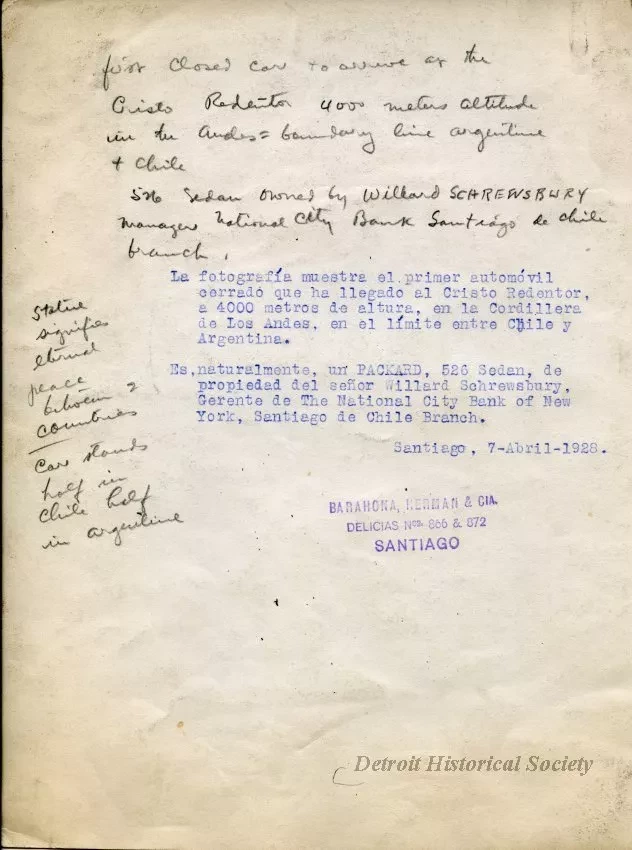 first closed car to arrive at the
Cristo Redentor 4000 meters altitude
in the Andes = boundary line argentine
+ Chile
526 Sedan owned by Willard SCHREWSBURY
manager National City Bank Santiago de Chile
branch.
La fotografía muestra el primer automóvil
cerrado que ha llegado al Cristo Redentor,
a 4000 metros de altura, en la Cordillera
de Los Andes, en el límite entre Chile y
Argentina.
Es, naturalmente, un PACKARD, 526 Sedan, de
propiedad del señor Willard Schrewsbury,
Gerente de The National City Bank of New
York, Santiago de Chile Branch.
Santiago, 7-Abril-1928.
Statue
signifies
eternal
peace
between 2
countries
car stands
half in
Chile half
in argentine
BARAHONA, HERMAN & CIA.
DELICIAS Nos. 866 & 872
SANTIAGO
Detroit Historical Society